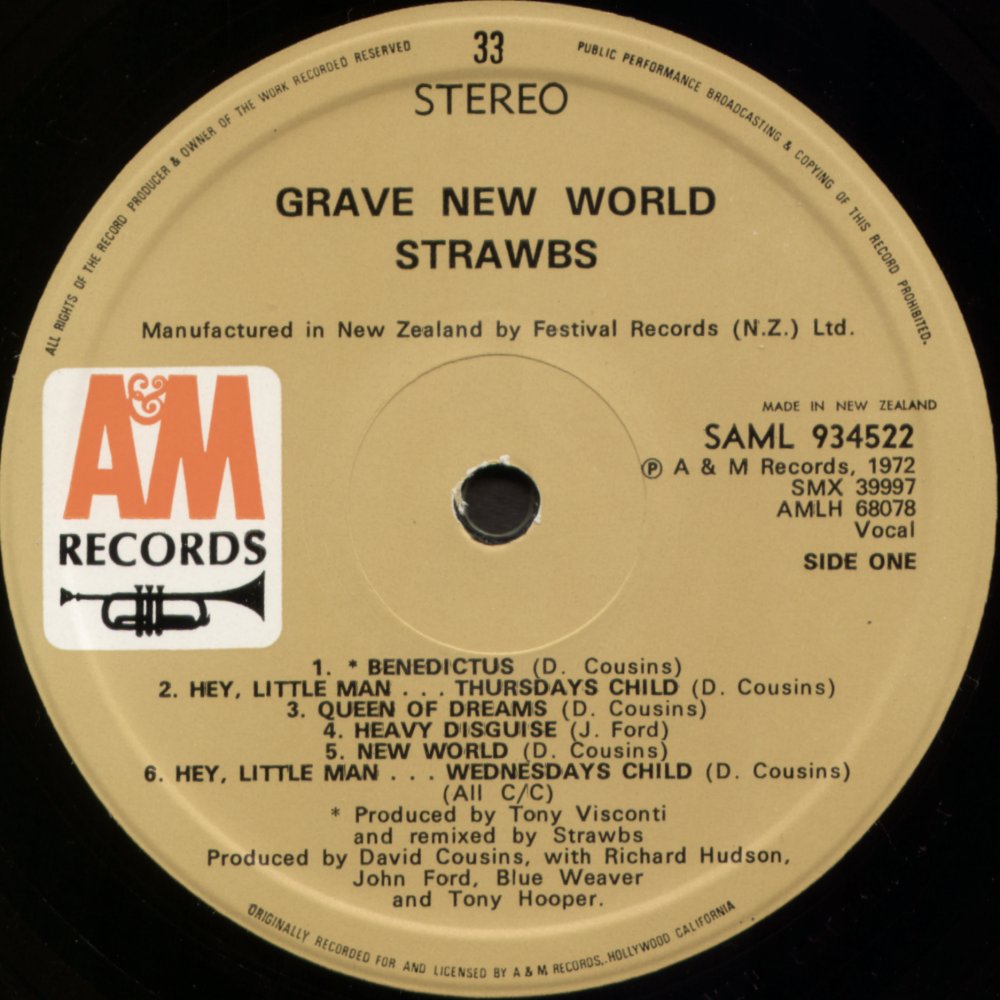 33
STEREO
ALL RIGHTS OF THE RECORD PRODUCER & OWNER OF THE WORK RECORDED RESERVED
PUBLIC PERFORMANCE BROADCASTING & COPYING OF THIS RECORD PROHIBITED.
GRAVE NEW WORLD
STRAWBS
Manufactured in New Zealand by Festival Records (N.Z.) Ltd.
A&M
RECORDS
MADE IN NEW ZEALAND
SAML 934522
℗ A & M Records, 1972
SMX 39997
AMLH 68078
Vocal
SIDE ONE
1. * BENEDICTUS (D. Cousins)
2. HEY, LITTLE MAN . . . THURSDAYS CHILD (D. Cousins)
3. QUEEN OF DREAMS (D. Cousins)
4. HEAVY DISGUISE (J. Ford)
5. NEW WORLD (D. Cousins)
6. HEY, LITTLE MAN . . . WEDNESDAYS CHILD (D. Cousins)
(All C/C)
* Produced by Tony Visconti
and remixed by Strawbs
Produced by David Cousins, with Richard Hudson,
John Ford, Blue Weaver
and Tony Hooper.
ORIGINALLY RECORDED FOR AND LICENSED BY A & M RECORDS, HOLLYWOOD CALIFORNIA